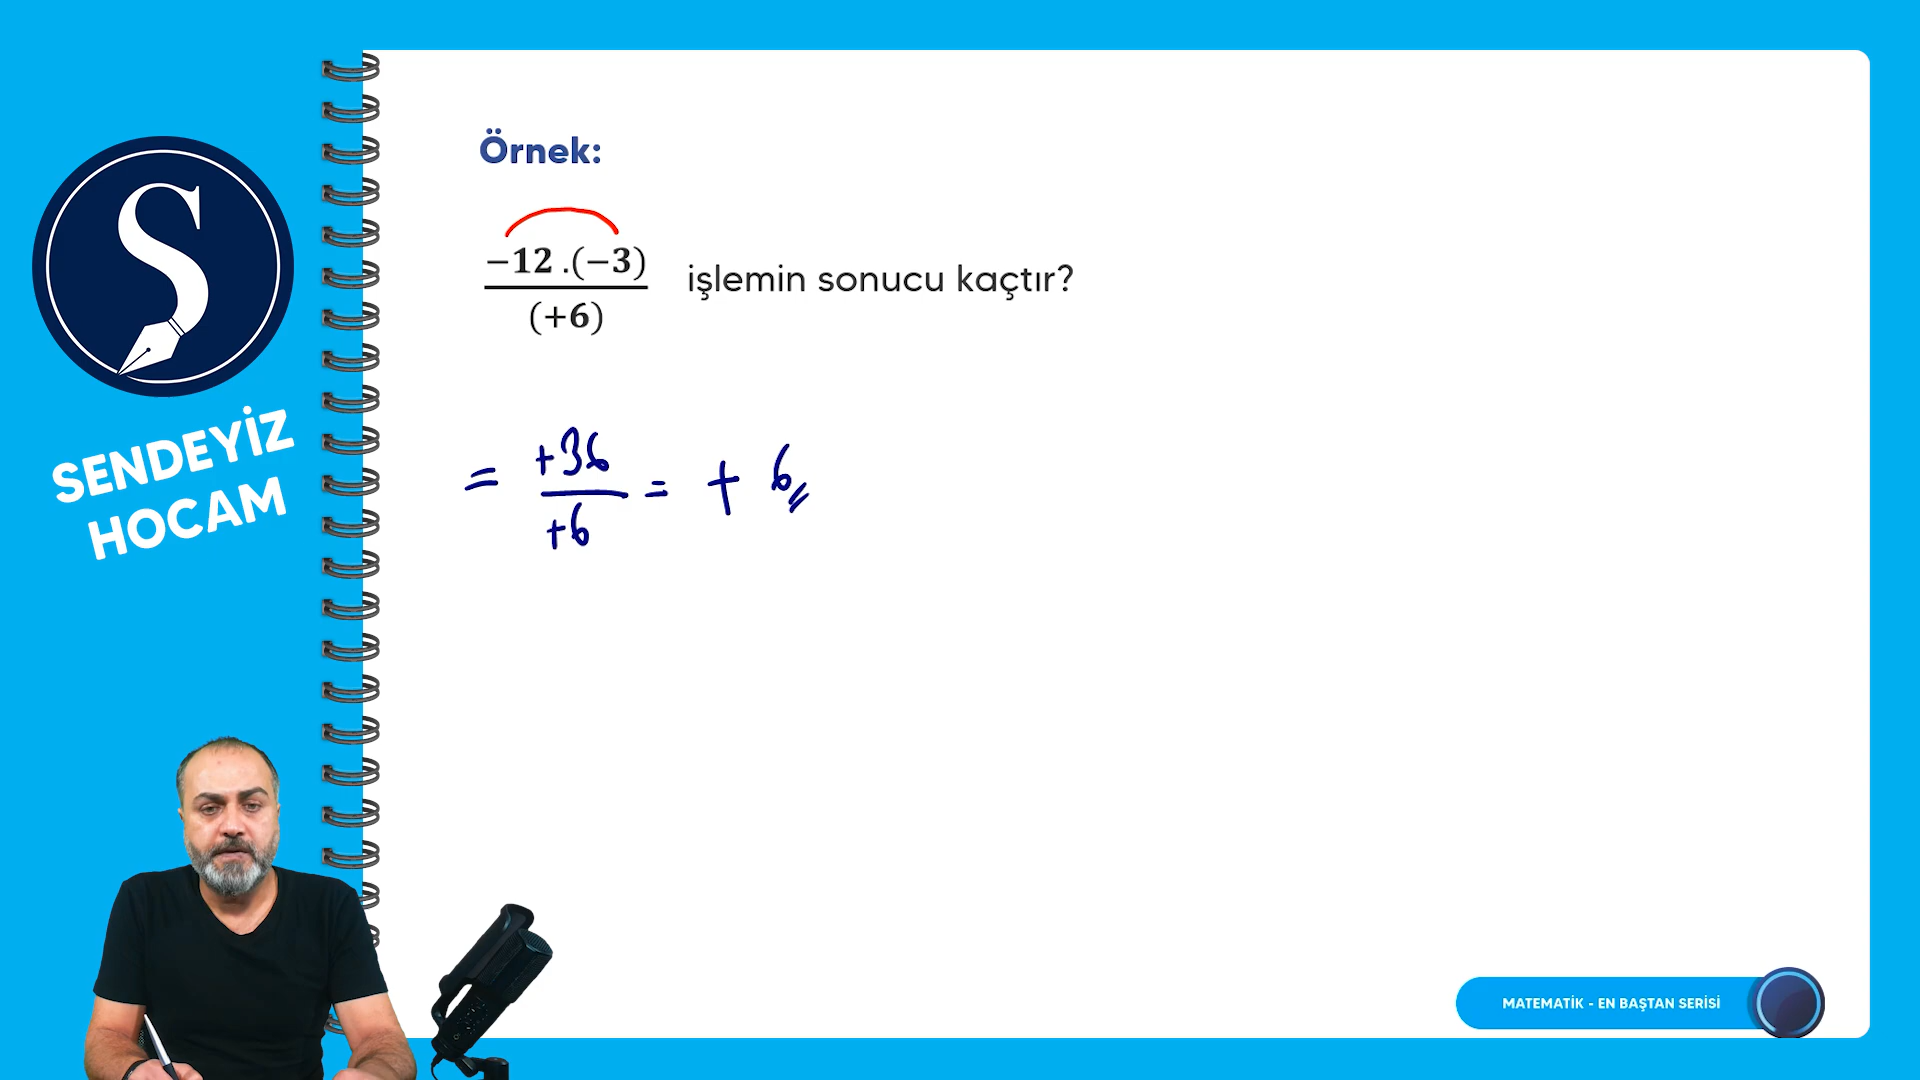 SENDEYİZ
HOCAM
Örnek:
−12 .(−3)
(+6)
işlemin sonucu kaçtır?
= +36 = + 6
+6
MATEMATİK - EN BAŞTAN SERİSİ